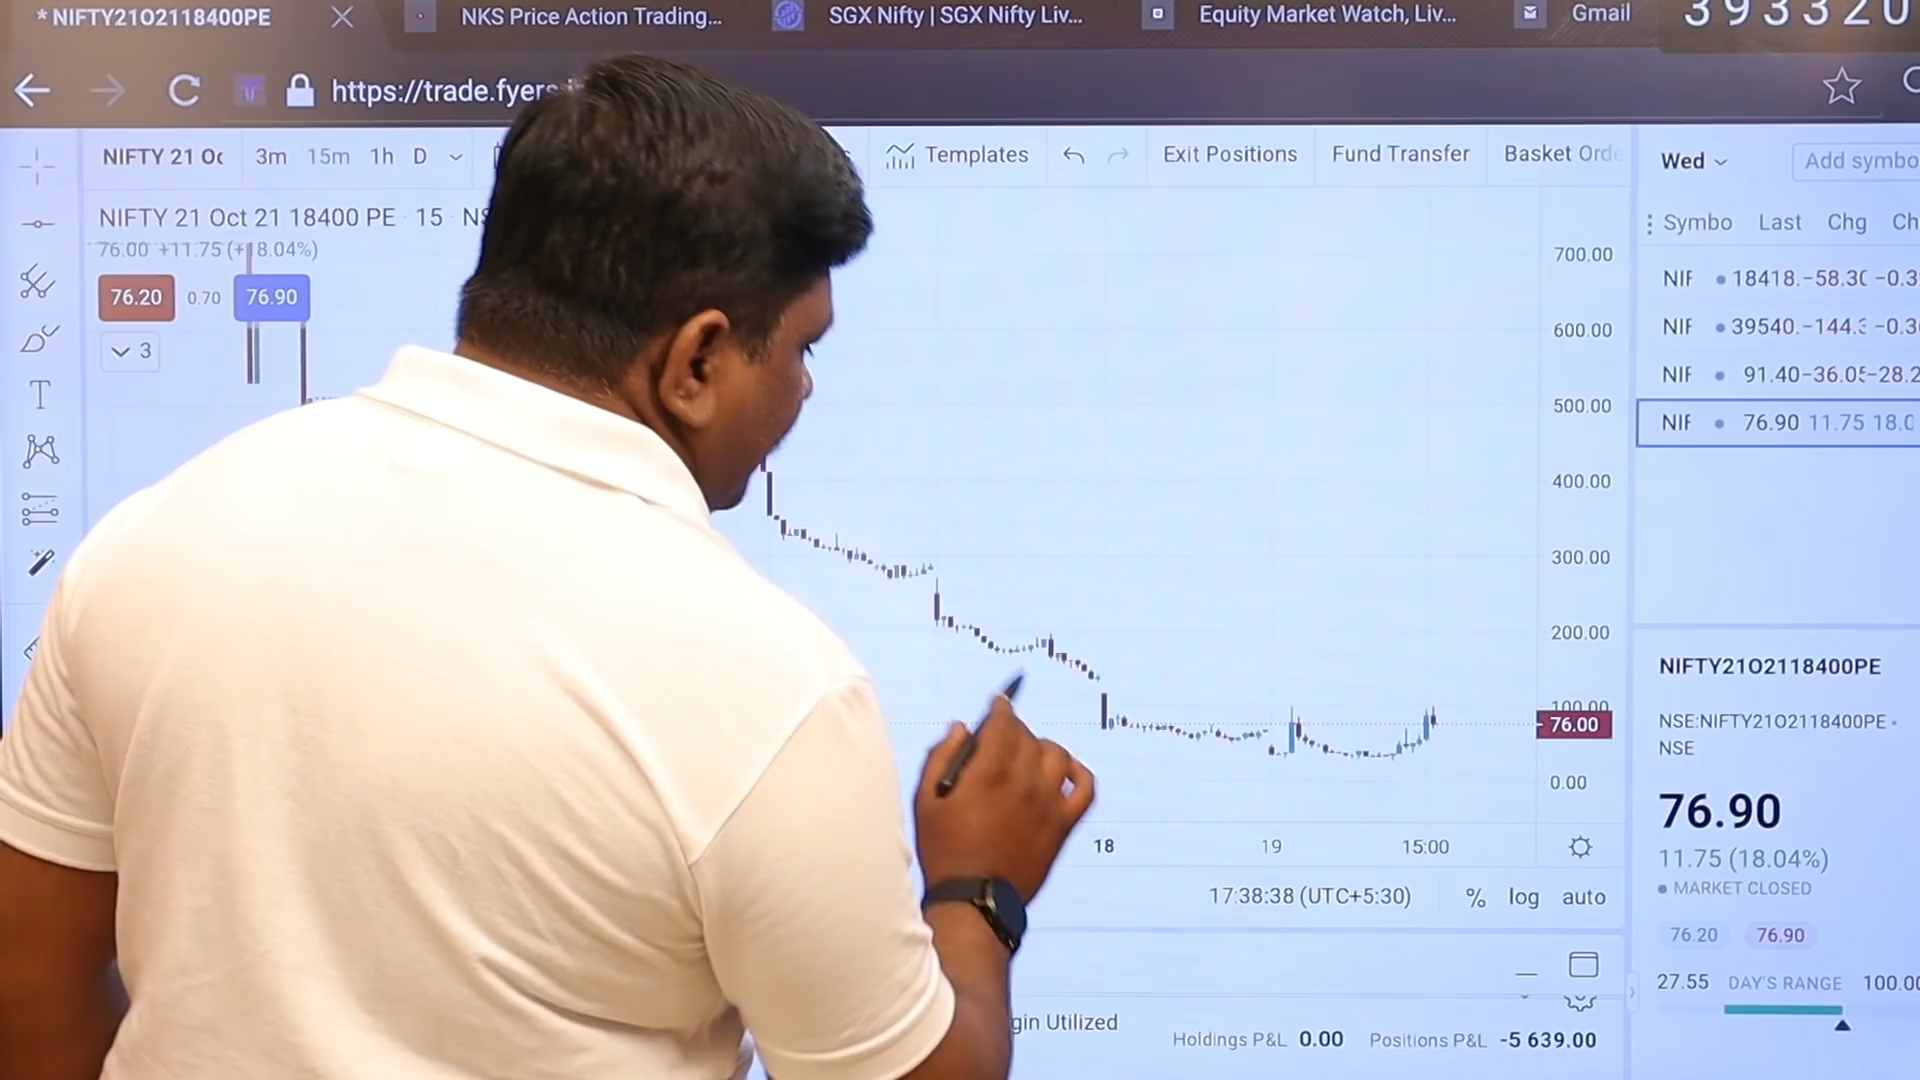 * NIFTY21O2118400PE
NKS Price Action Trading...
SGX Nifty | SGX Nifty Liv...
Equity Market Watch, Liv...
Gmail
393320
https://trade.fyers
NIFTY 21 Oc
3m 15m 1h D
Templates
Exit Positions
Fund Transfer
Basket Orde
Wed
Add symbo
NIFTY 21 Oct 21 18400 PE · 15 · NS
76.00 +11.75 (+18.04%)
76.20 0.70 76.90
3
Symbo Last Chg Ch
NIF 18418. -58.30 -0.3
NIF 39540. -144.3 -0.3
NIF 91.40 -36.05 -28.2
NIF 76.90 11.75 18.0
700.00
600.00
500.00
400.00
300.00
200.00
100.00
76.00
0.00
18 19 15:00
17:38:38 (UTC+5:30) % log auto
NIFTY21O2118400PE
NSE:NIFTY21O2118400PE
NSE
76.90
11.75 (18.04%)
MARKET CLOSED
76.20 76.90
27.55 DAY'S RANGE 100.00
gin Utilized
Holdings P&L 0.00 Positions P&L -5 639.00